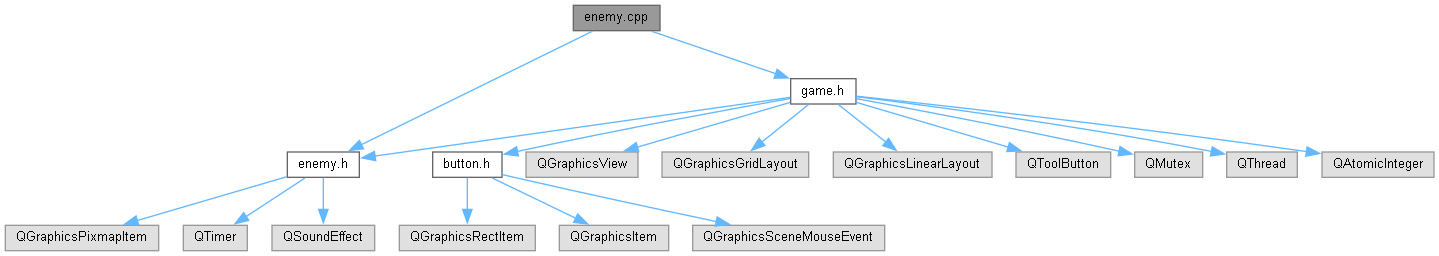 enemy.cpp
game.h
enemy.h
button.h
QGraphicsView
QGraphicsGridLayout
QGraphicsLinearLayout
QToolButton
QMutex
QThread
QAtomicInteger
QGraphicsPixmapItem
QTimer
QSoundEffect
QGraphicsRectItem
QGraphicsItem
QGraphicsSceneMouseEvent